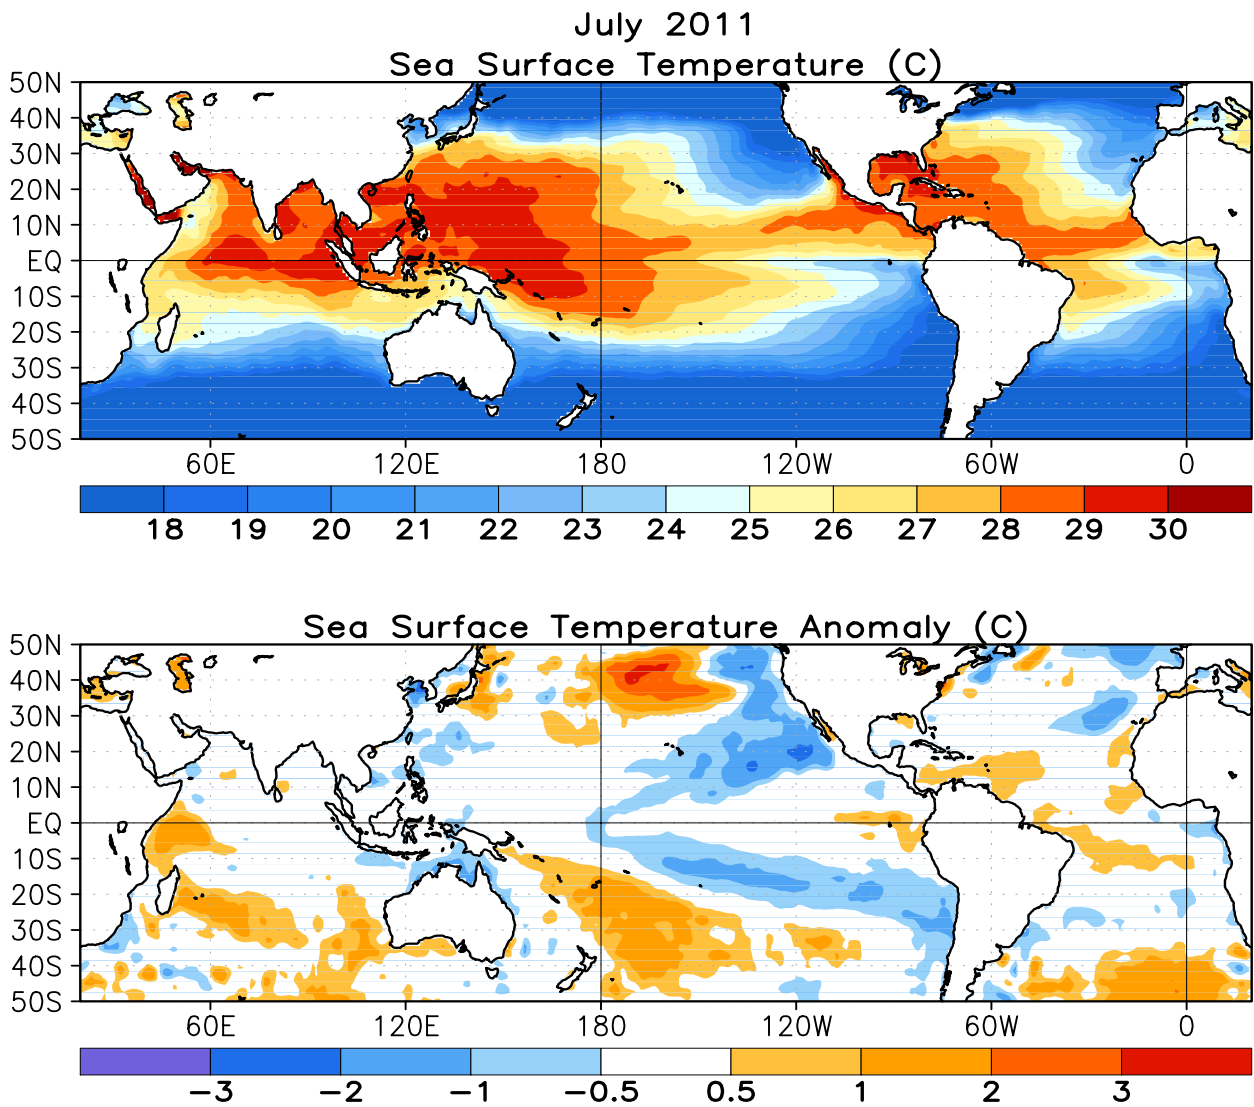 July 2011
Sea Surface Temperature (C)
50N
40N
30N
20N
10N
EQ
10S
20S
30S
40S
50S
60E 120E 180 120W 60W 0
18 19 20 21 22 23 24 25 26 27 28 29 30
Sea Surface Temperature Anomaly (C)
50N
40N
30N
20N
10N
EQ
10S
20S
30S
40S
50S
60E 120E 180 120W 60W 0
−3 −2 −1 −0.5 0.5 1 2 3